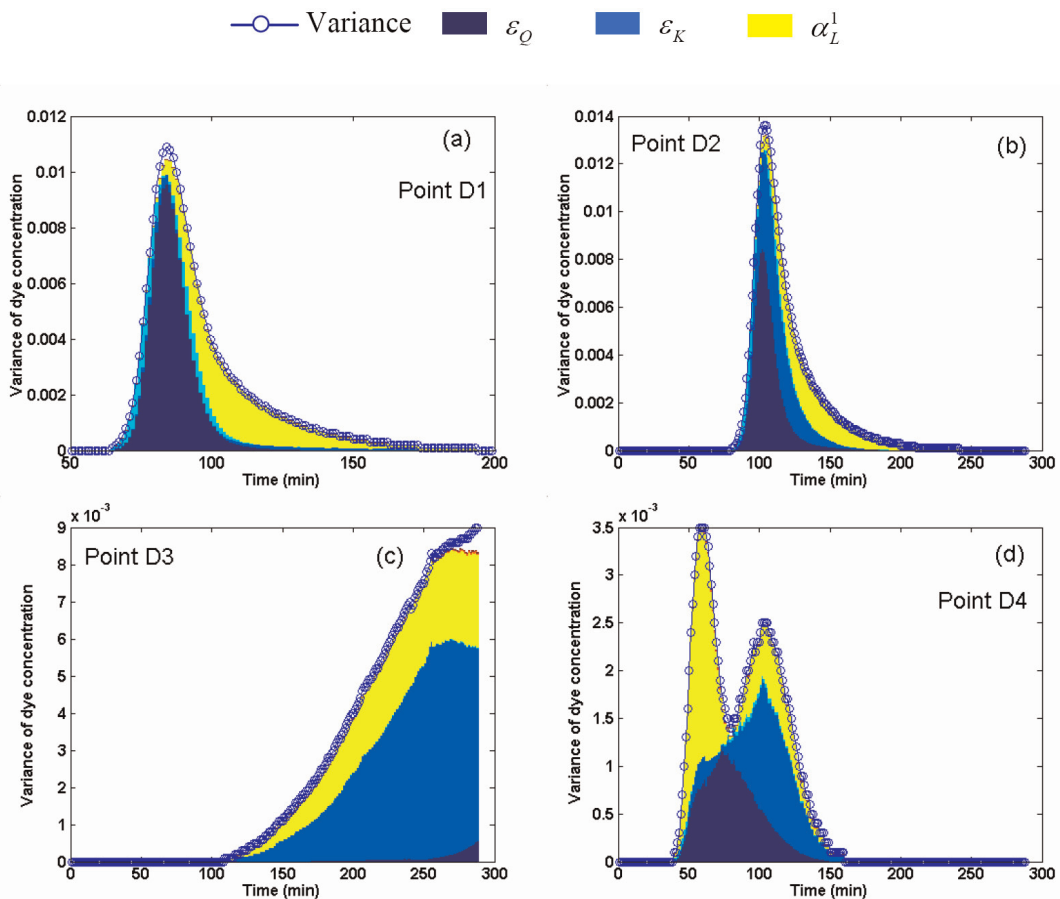 Variance ε_Q ε_K α_L^1
0.012
0.01
0.008
0.006
0.004
0.002
0
Variance of dye concentration
(a)
Point D1
50 100 150 200
Time (min)
0.014
0.012
0.01
0.008
0.006
0.004
0.002
0
Variance of dye concentration
Point D2 (b)
0 50 100 150 200 250 300
Time (min)
x 10^-3
9
8
7
6
5
4
3
2
1
0
Variance of dye concentration
Point D3 (c)
0 50 100 150 200 250 300
Time (min)
x 10^-3
3.5
3
2.5
2
1.5
1
0.5
0
Variance of dye concentration
(d)
Point D4
0 50 100 150 200 250 300
Time (min)